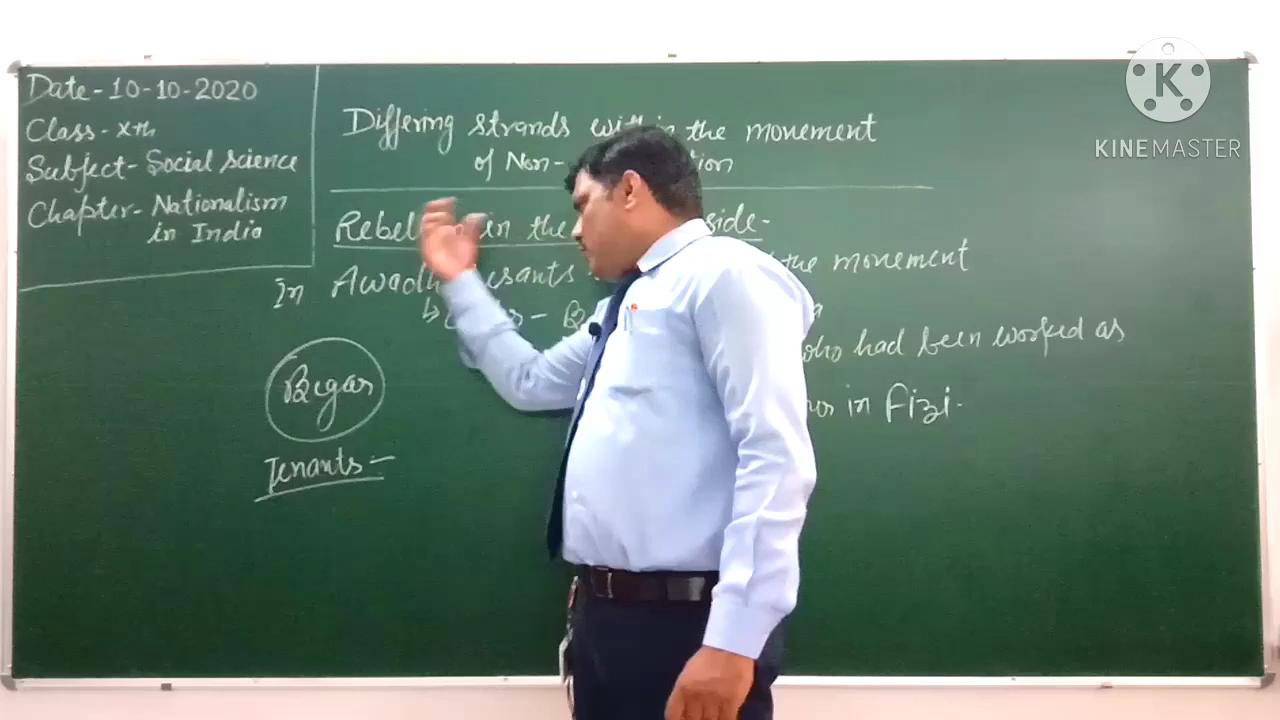 Date-10-10-2020
Class-Xth
Subject-Social science
Chapter-Nationalism
in India
Differing strands within the movement
of Non-
Rebel in the side-
In Awadh the movement
who had been worked as
in Fizi.
Begar
Tenants:-
K
KINEMASTER